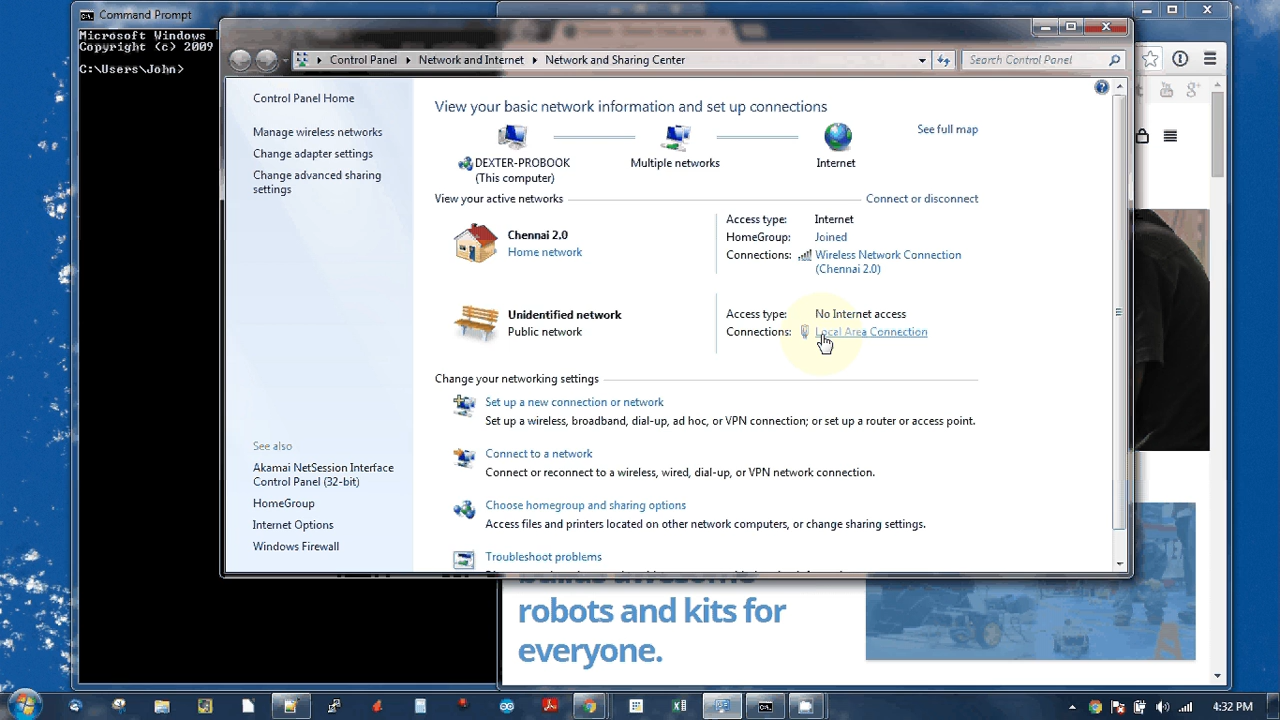 Command Prompt
Microsoft Windows
Copyright (c) 2009
C:\Users\John>
Control Panel Network and Internet Network and Sharing Center
Search Control Panel
Control Panel Home
Manage wireless networks
Change adapter settings
Change advanced sharing
settings
See also
Akamai NetSession Interface
Control Panel (32-bit)
HomeGroup
Internet Options
Windows Firewall
View your basic network information and set up connections
See full map
DEXTER-PROBOOK
(This computer)
Multiple networks
Internet
View your active networks
Connect or disconnect
Chennai 2.0
Home network
Access type: Internet
HomeGroup: Joined
Connections: Wireless Network Connection
(Chennai 2.0)
Unidentified network
Public network
Access type: No Internet access
Connections: Local Area Connection
Change your networking settings
Set up a new connection or network
Set up a wireless, broadband, dial-up, ad hoc, or VPN connection; or set up a router or access point.
Connect to a network
Connect or reconnect to a wireless, wired, dial-up, or VPN network connection.
Choose homegroup and sharing options
Access files and printers located on other network computers, or change sharing settings.
Troubleshoot problems
robots and kits for
everyone.
4:32 PM